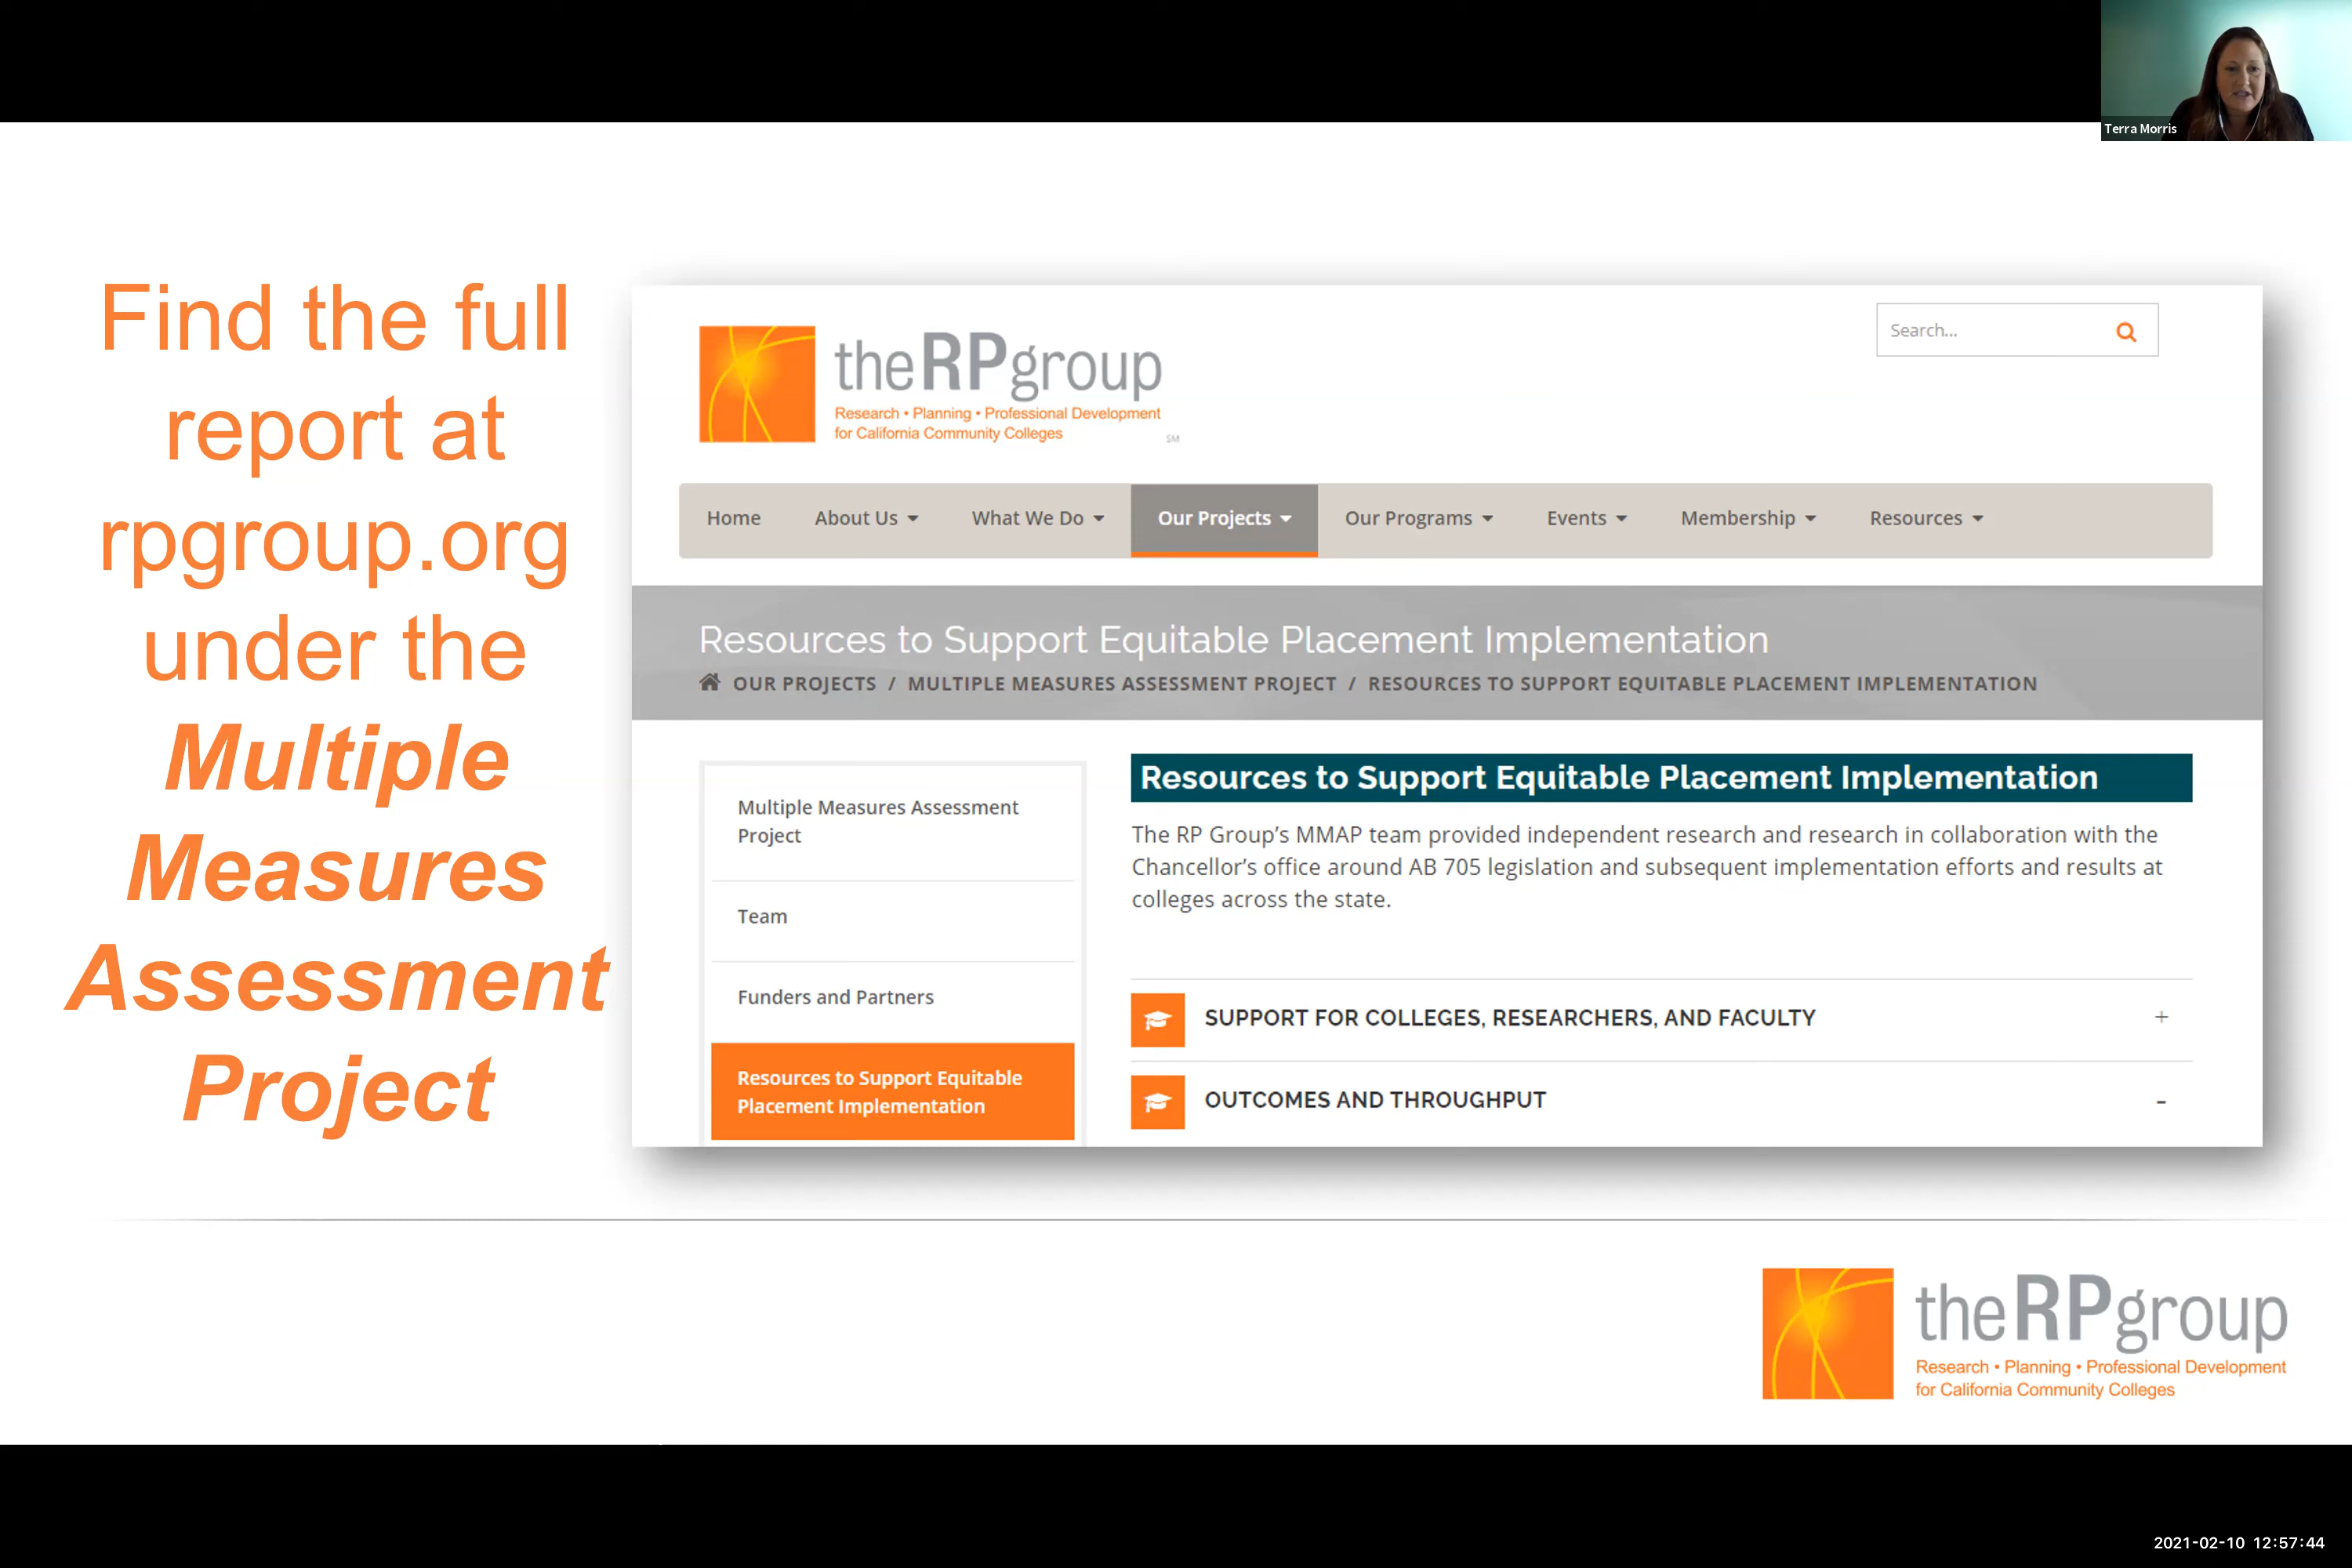 Terra Morris
Find the full
report at
rpgroup.org
under the
Multiple
Measures
Assessment
Project
theRPgroup
Research • Planning • Professional Development
for California Community Colleges
SM
Search...
Home About Us What We Do Our Projects Our Programs Events Membership Resources
Resources to Support Equitable Placement Implementation
OUR PROJECTS / MULTIPLE MEASURES ASSESSMENT PROJECT / RESOURCES TO SUPPORT EQUITABLE PLACEMENT IMPLEMENTATION
Multiple Measures Assessment
Project
Team
Funders and Partners
Resources to Support Equitable
Placement Implementation
Resources to Support Equitable Placement Implementation
The RP Group’s MMAP team provided independent research and research in collaboration with the
Chancellor’s office around AB 705 legislation and subsequent implementation efforts and results at
colleges across the state.
SUPPORT FOR COLLEGES, RESEARCHERS, AND FACULTY +
OUTCOMES AND THROUGHPUT -
theRPgroup
Research • Planning • Professional Development
for California Community Colleges
2021-02-10 12:57:44